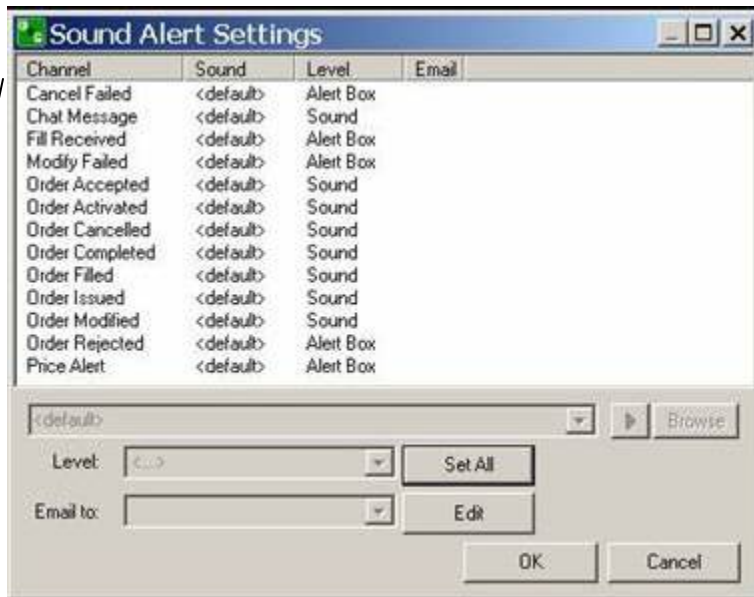 Sound Alert Settings
Channel Sound Level Email
Cancel Failed <default> Alert Box
Chat Message <default> Sound
Fill Received <default> Alert Box
Modify Failed <default> Alert Box
Order Accepted <default> Sound
Order Activated <default> Sound
Order Cancelled <default> Sound
Order Completed <default> Sound
Order Filled <default> Sound
Order Issued <default> Sound
Order Modified <default> Sound
Order Rejected <default> Alert Box
Price Alert <default> Alert Box
<default> Browse
Level: <...> Set All
Email to: Edit
OK Cancel